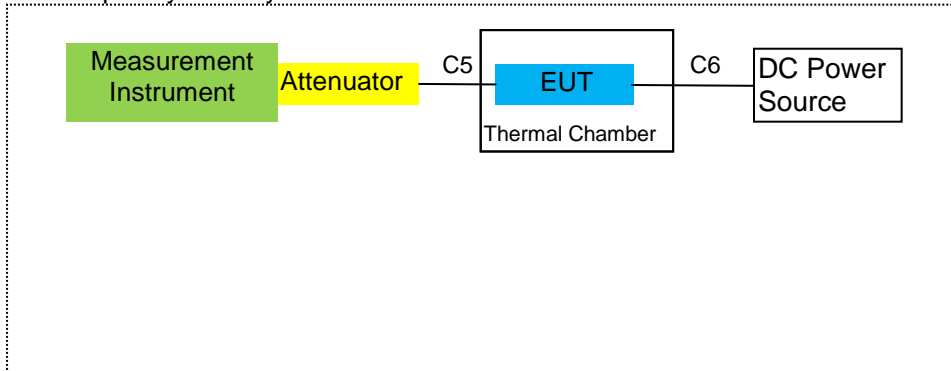 Measurement
Instrument
Attenuator
C5
EUT
Thermal Chamber
C6
DC Power
Source